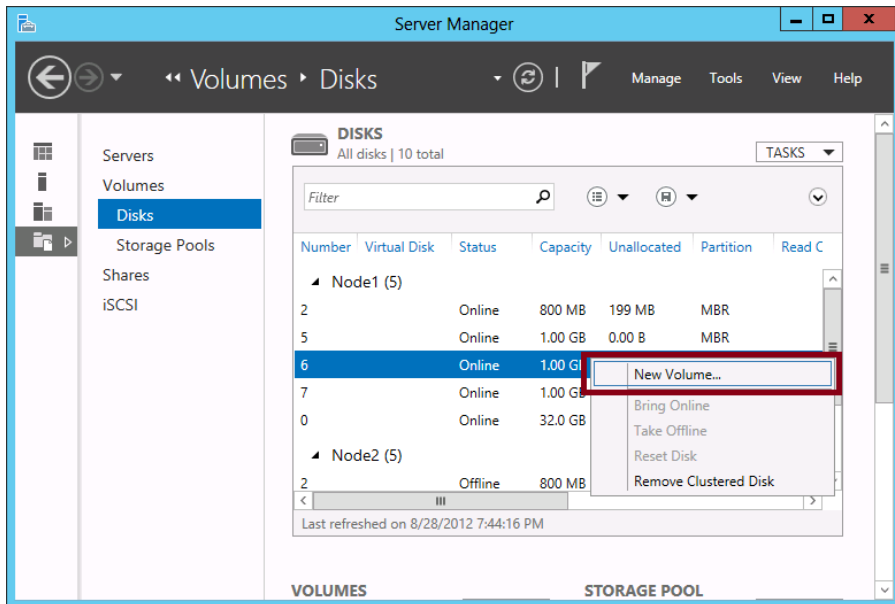 Server Manager
Volumes Disks
Manage Tools View Help
Servers
Volumes
Disks
Storage Pools
Shares
iSCSI
DISKS
All disks | 10 total
TASKS
Filter
Number Virtual Disk Status Capacity Unallocated Partition Read C
Node1 (5)
2 Online 800 MB 199 MB MBR
5 Online 1.00 GB 0.00 B MBR
6 Online 1.00 GB
7 Online 1.00 GB
0 Online 32.0 GB
New Volume...
Bring Online
Take Offline
Reset Disk
Remove Clustered Disk
Node2 (5)
2 Offline 800 MB
Last refreshed on 8/28/2012 7:44:16 PM
VOLUMES
STORAGE POOL